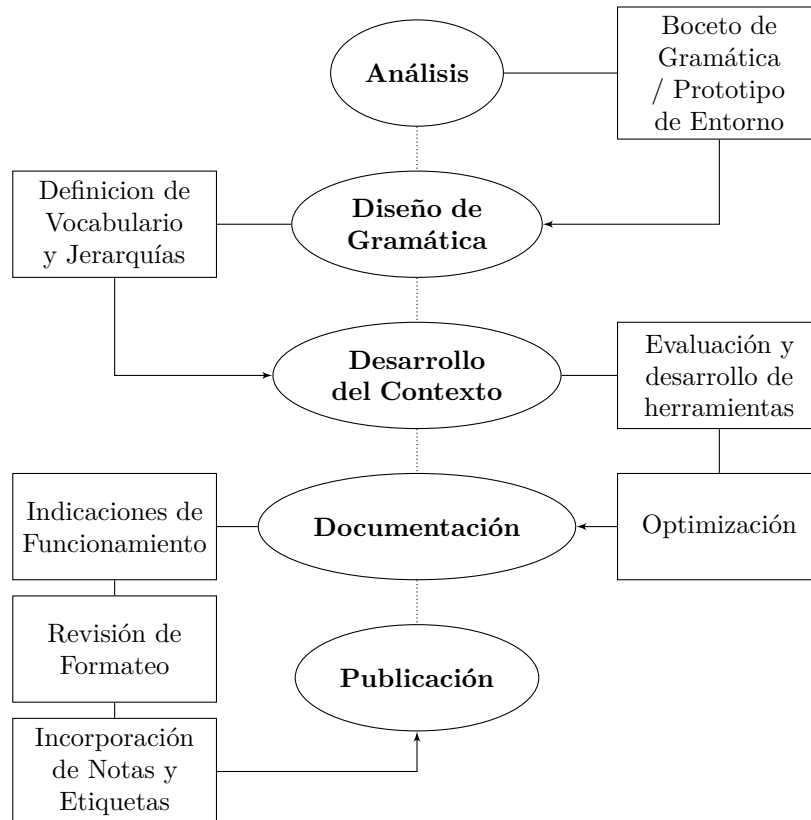 Análisis
Boceto de
Gramática
/ Prototipo
de Entorno
Definicion de
Vocabulario
y Jerarquías
Diseño de
Gramática
Desarrollo
del Contexto
Evaluación y
desarrollo de
herramientas
Indicaciones de
Funcionamiento
Documentación
Optimización
Revisión de
Formateo
Publicación
Incorporación
de Notas y
Etiquetas